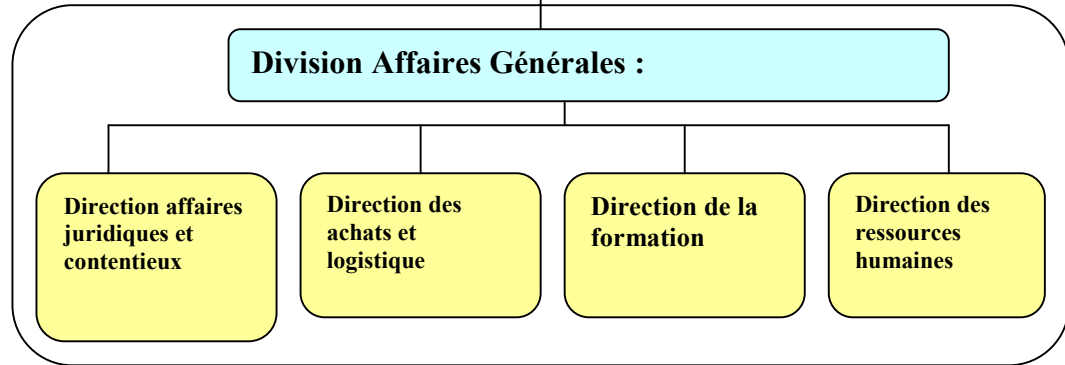 Division Affaires Générales :
Direction affaires
juridiques et
contentieux
Direction des
achats et
logistique
Direction de la
formation
Direction des
ressources
humaines